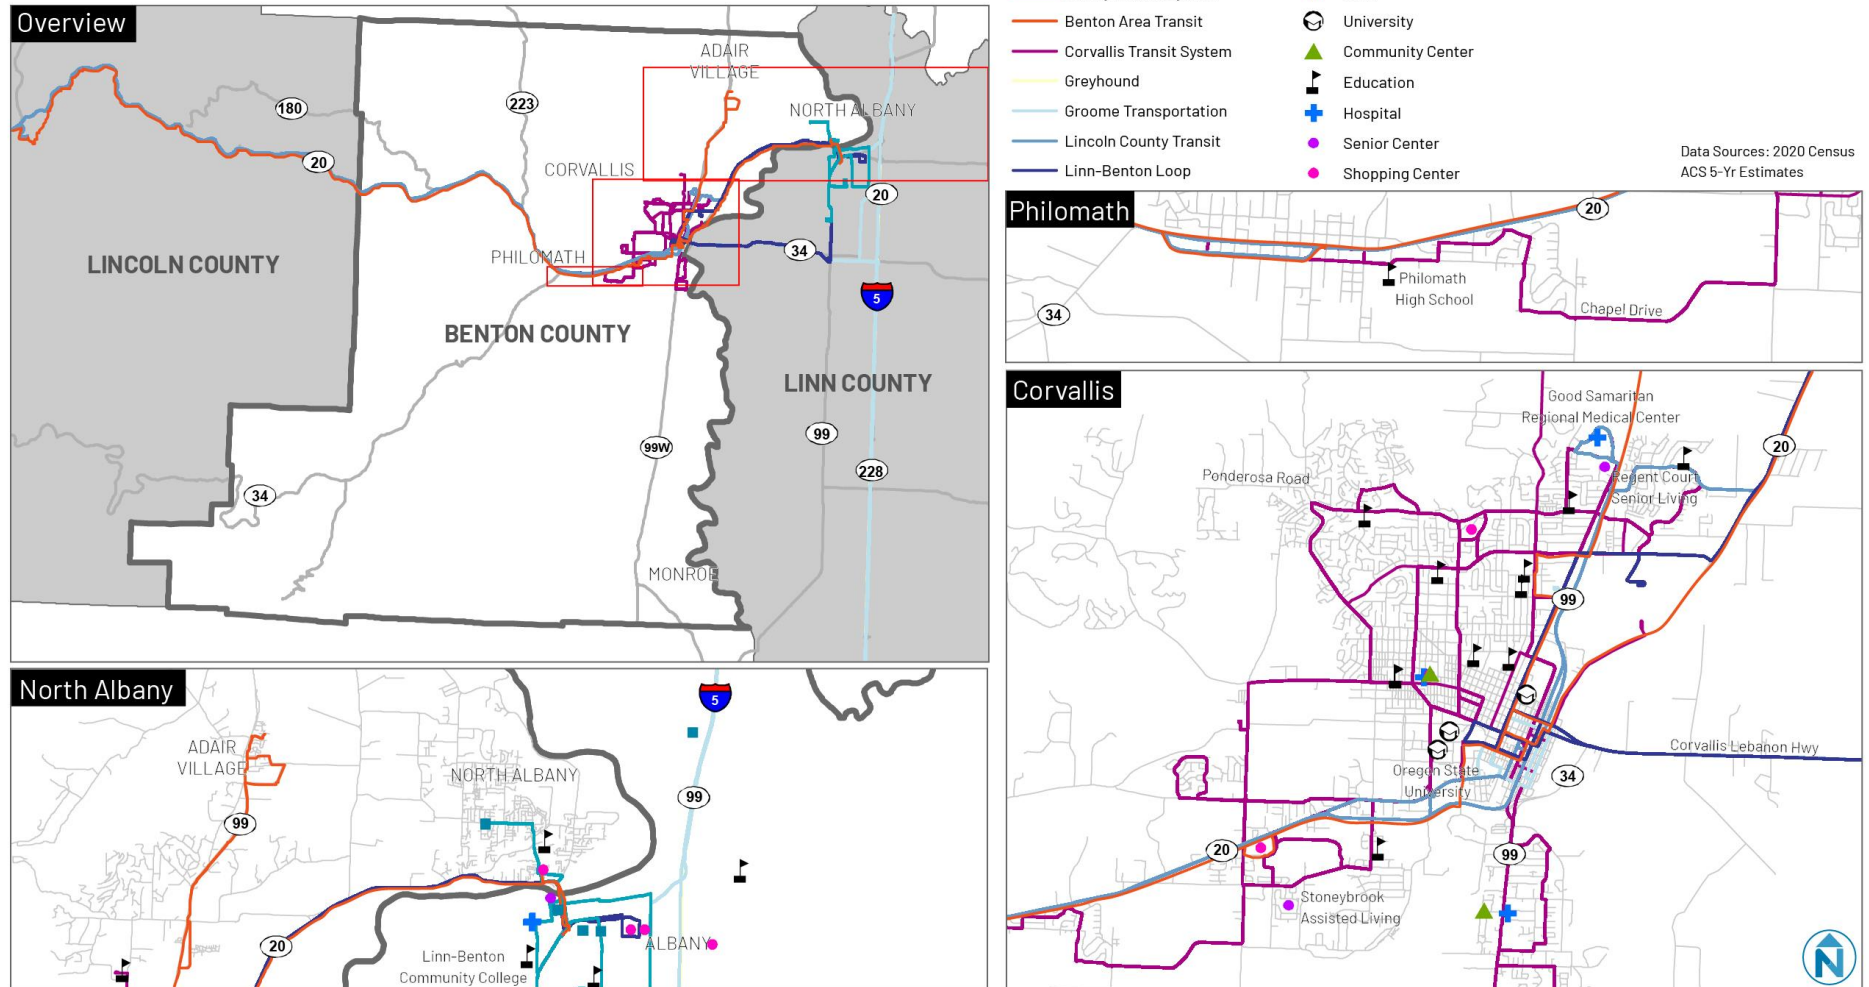 Overview
ADAIR
VILLAGE
180
223
NORTH ALBANY
20
CORVALLIS
20
PHILOMATH
34
LINCOLN COUNTY
5
BENTON COUNTY
LINN COUNTY
99
99W
228
34
MONROE
Benton Area Transit
Corvallis Transit System
Greyhound
Groome Transportation
Lincoln County Transit
Linn-Benton Loop
University
Community Center
Education
Hospital
Senior Center
Shopping Center
Data Sources: 2020 Census
ACS 5-Yr Estimates
Philomath
20
Philomath
High School
34
Chapel Drive
Corvallis
Good Samaritan
Regional Medical Center
20
Ponderosa Road
Regent Court
Senior Living
99
Corvallis Lebanon Hwy
Oregon State
University
34
20
99
Stoneybrook
Assisted Living
N
North Albany
5
ADAIR
VILLAGE
NORTH ALBANY
99
99
20
ALBANY
Linn-Benton
Community College